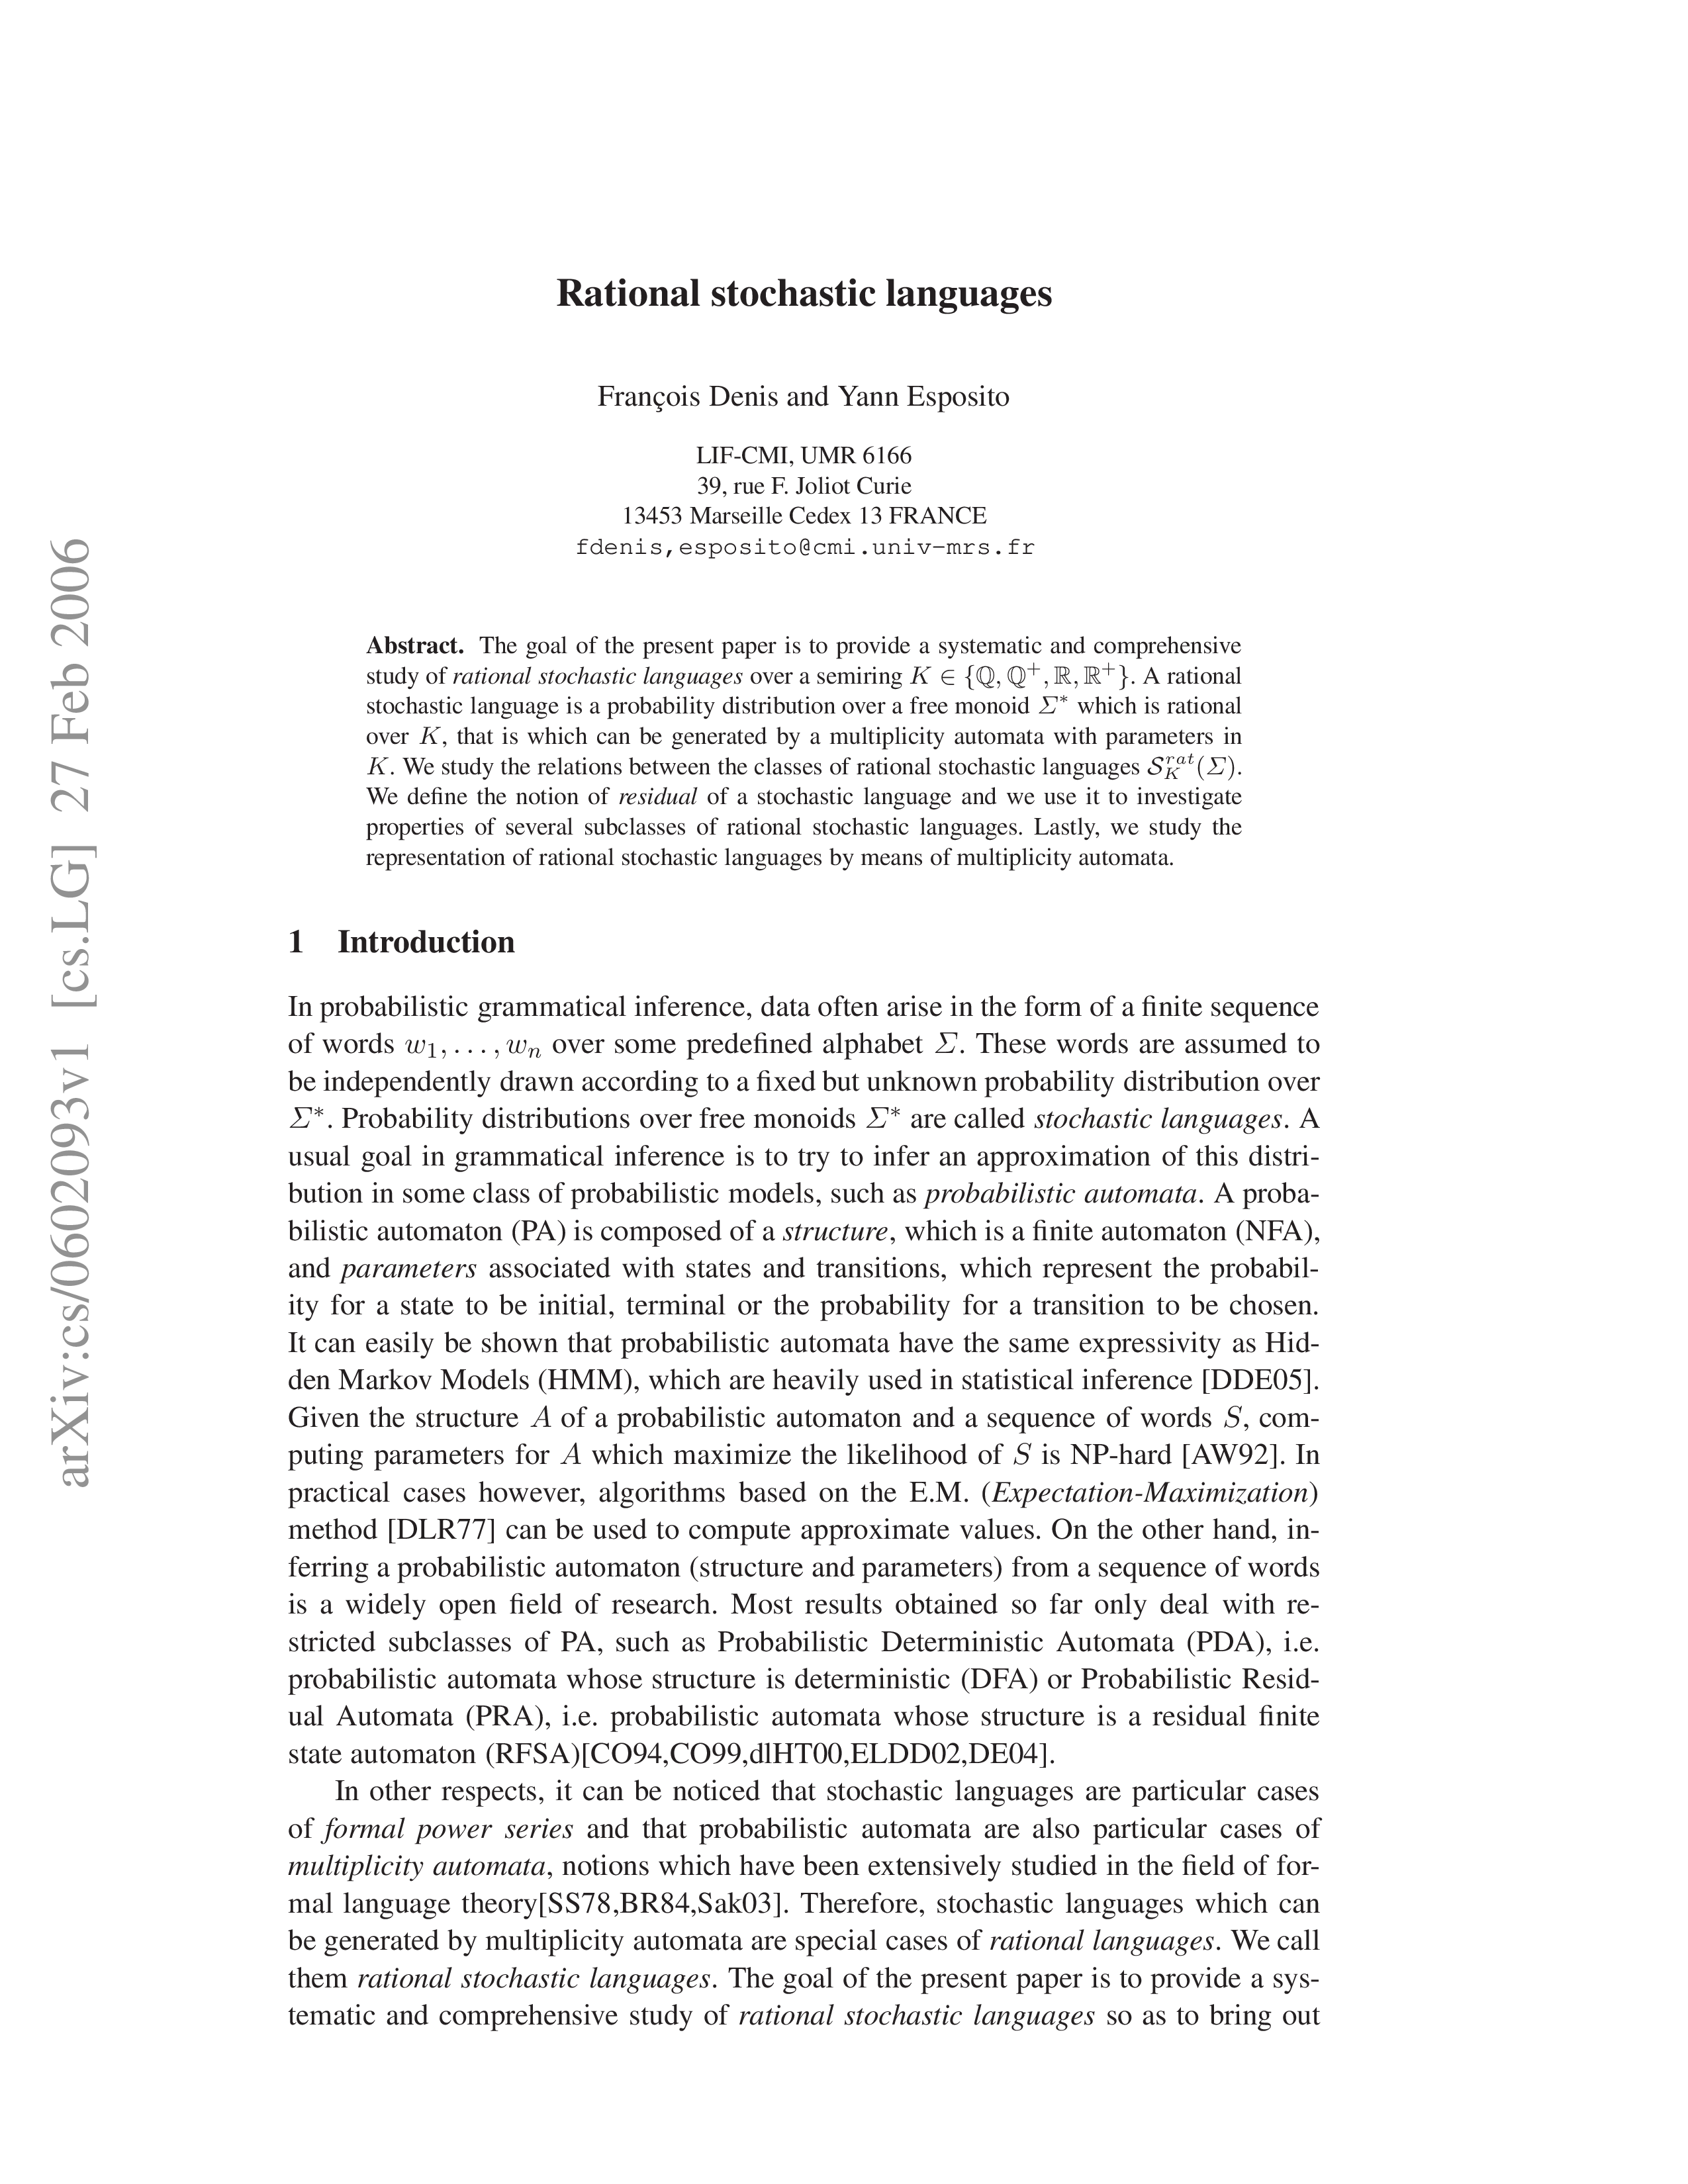 arXiv:cs/0602093v1 [cs.LG] 27 Feb 2006
Rational stochastic languages
François Denis and Yann Esposito
LIF-CMI, UMR 6166
39, rue F. Joliot Curie
13453 Marseille Cedex 13 FRANCE
fdenis,esposito@cmi.univ-mrs.fr
Abstract. The goal of the present paper is to provide a systematic and comprehensive
study of rational stochastic languages over a semiring K ∈ {ℚ, ℚ⁺, ℝ, ℝ⁺}. A rational
stochastic language is a probability distribution over a free monoid Σ* which is rational
over K, that is which can be generated by a multiplicity automata with parameters in
K. We study the relations between the classes of rational stochastic languages $\mathcal{S}_K^{rat}(\Sigma)$.
We define the notion of residual of a stochastic language and we use it to investigate
properties of several subclasses of rational stochastic languages. Lastly, we study the
representation of rational stochastic languages by means of multiplicity automata.
1 Introduction
In probabilistic grammatical inference, data often arise in the form of a finite sequence
of words w₁, . . . , wₙ over some predefined alphabet Σ. These words are assumed to
be independently drawn according to a fixed but unknown probability distribution over
Σ*. Probability distributions over free monoids Σ* are called stochastic languages. A
usual goal in grammatical inference is to try to infer an approximation of this distri-
bution in some class of probabilistic models, such as probabilistic automata. A proba-
bilistic automaton (PA) is composed of a structure, which is a finite automaton (NFA),
and parameters associated with states and transitions, which represent the probabil-
ity for a state to be initial, terminal or the probability for a transition to be chosen.
It can easily be shown that probabilistic automata have the same expressivity as Hid-
den Markov Models (HMM), which are heavily used in statistical inference [DDE05].
Given the structure A of a probabilistic automaton and a sequence of words S, com-
puting parameters for A which maximize the likelihood of S is NP-hard [AW92]. In
practical cases however, algorithms based on the E.M. (Expectation-Maximization)
method [DLR77] can be used to compute approximate values. On the other hand, in-
ferring a probabilistic automaton (structure and parameters) from a sequence of words
is a widely open field of research. Most results obtained so far only deal with re-
stricted subclasses of PA, such as Probabilistic Deterministic Automata (PDA), i.e.
probabilistic automata whose structure is deterministic (DFA) or Probabilistic Resid-
ual Automata (PRA), i.e. probabilistic automata whose structure is a residual finite
state automaton (RFSA)[CO94,CO99,dlHT00,ELDD02,DE04].
In other respects, it can be noticed that stochastic languages are particular cases
of formal power series and that probabilistic automata are also particular cases of
multiplicity automata, notions which have been extensively studied in the field of for-
mal language theory[SS78,BR84,Sak03]. Therefore, stochastic languages which can
be generated by multiplicity automata are special cases of rational languages. We call
them rational stochastic languages. The goal of the present paper is to provide a sys-
tematic and comprehensive study of rational stochastic languages so as to bring out